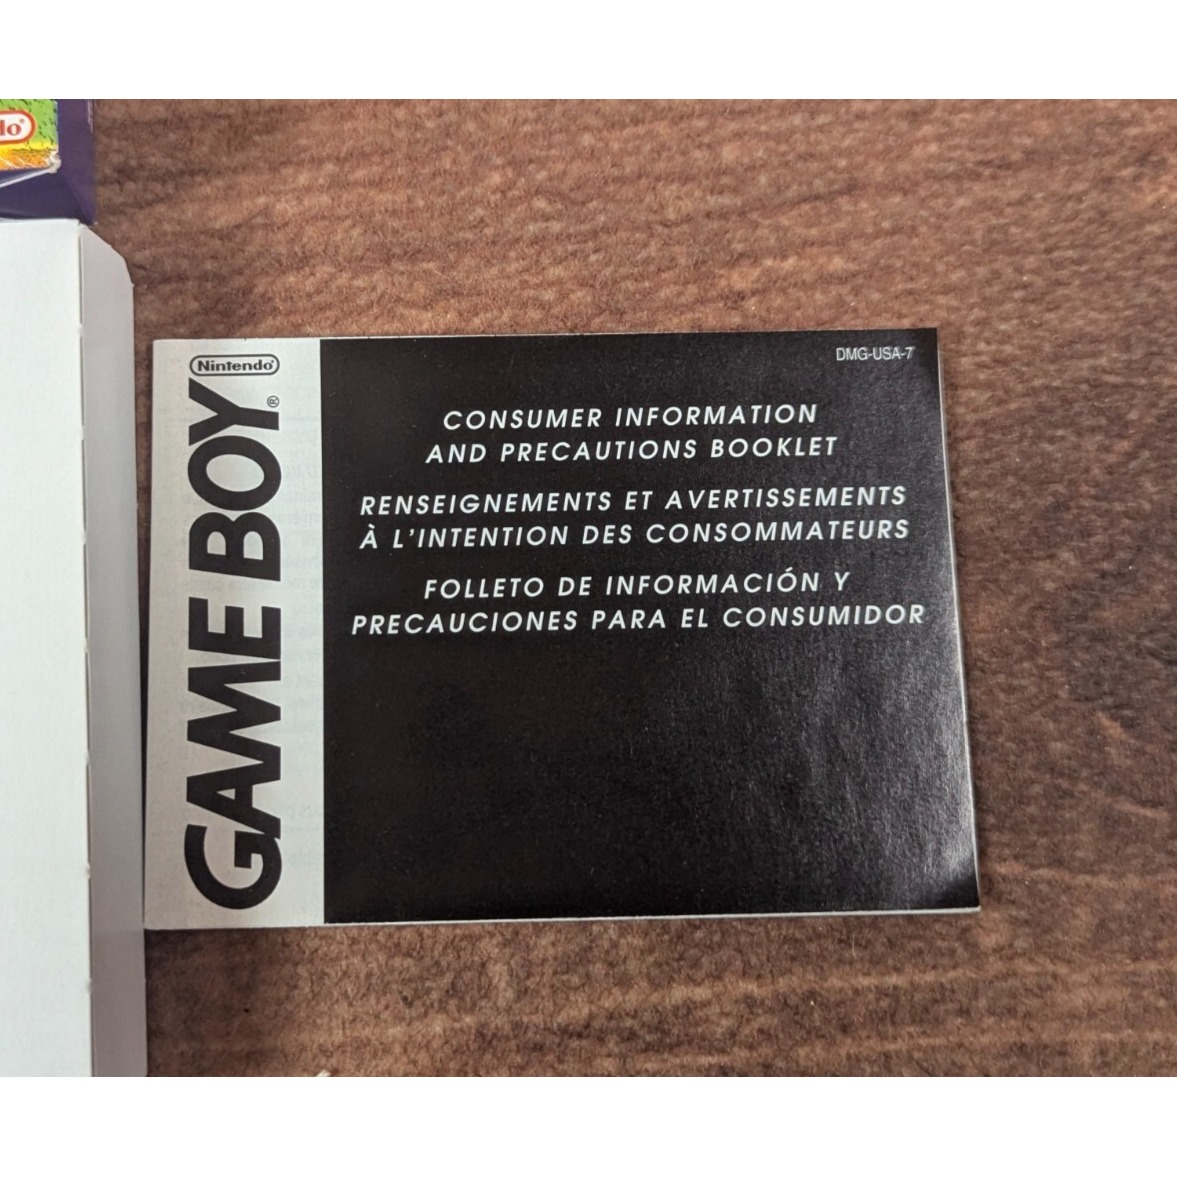 Nintendo
GAME BOY®
DMG-USA-7
CONSUMER INFORMATION
AND PRECAUTIONS BOOKLET
RENSEIGNEMENTS ET AVERTISSEMENTS
À L'INTENTION DES CONSOMMATEURS
FOLLETO DE INFORMACIÓN Y
PRECAUCIONES PARA EL CONSUMIDOR